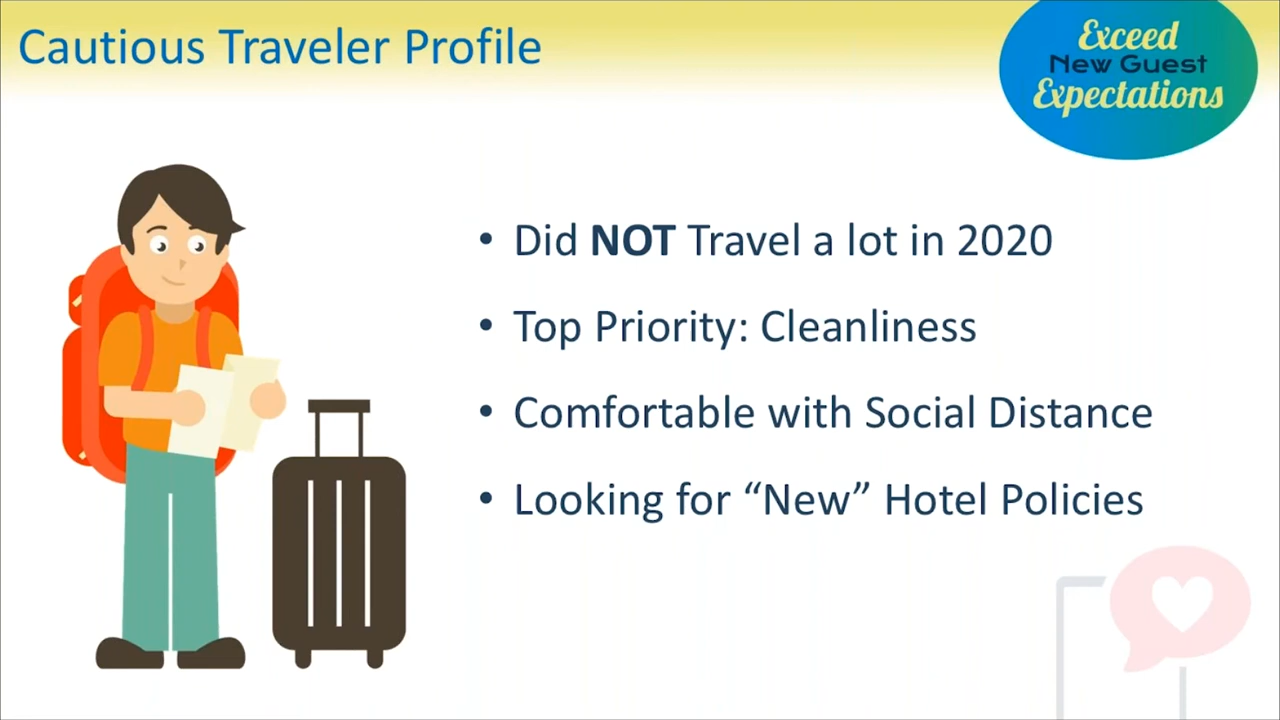 Cautious Traveler Profile
Exceed
New Guest
Expectations
• Did NOT Travel a lot in 2020
• Top Priority: Cleanliness
• Comfortable with Social Distance
• Looking for “New” Hotel Policies